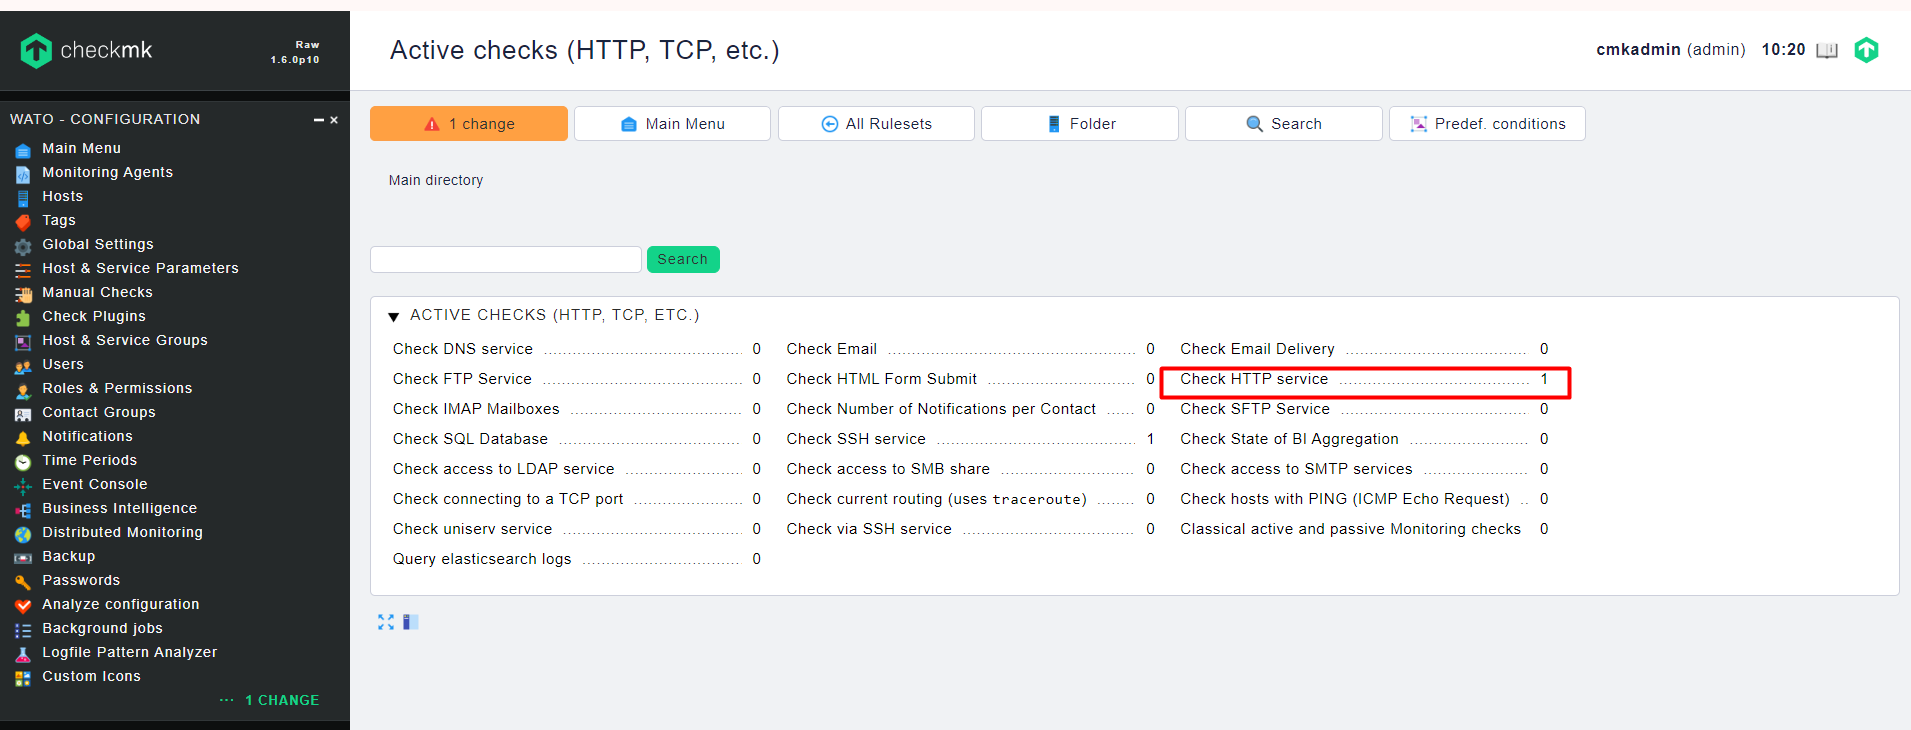 checkmk
Raw
1.6.0p10
Active checks (HTTP, TCP, etc.)
cmkadmin (admin) 10:20
WATO - CONFIGURATION
Main Menu
Monitoring Agents
Hosts
Tags
Global Settings
Host & Service Parameters
Manual Checks
Check Plugins
Host & Service Groups
Users
Roles & Permissions
Contact Groups
Notifications
Time Periods
Event Console
Business Intelligence
Distributed Monitoring
Backup
Passwords
Analyze configuration
Background jobs
Logfile Pattern Analyzer
Custom Icons
... 1 CHANGE
1 change
Main Menu
All Rulesets
Folder
Search
Predef. conditions
Main directory
Search
ACTIVE CHECKS (HTTP, TCP, ETC.)
Check DNS service 0
Check Email 0
Check Email Delivery 0
Check FTP Service 0
Check HTML Form Submit 0
Check HTTP service 1
Check IMAP Mailboxes 0
Check Number of Notifications per Contact 0
Check SFTP Service 0
Check SQL Database 0
Check SSH service 1
Check State of BI Aggregation 0
Check access to LDAP service 0
Check access to SMB share 0
Check access to SMTP services 0
Check connecting to a TCP port 0
Check current routing (uses traceroute) 0
Check hosts with PING (ICMP Echo Request) 0
Check uniserv service 0
Check via SSH service 0
Classical active and passive Monitoring checks 0
Query elasticsearch logs 0